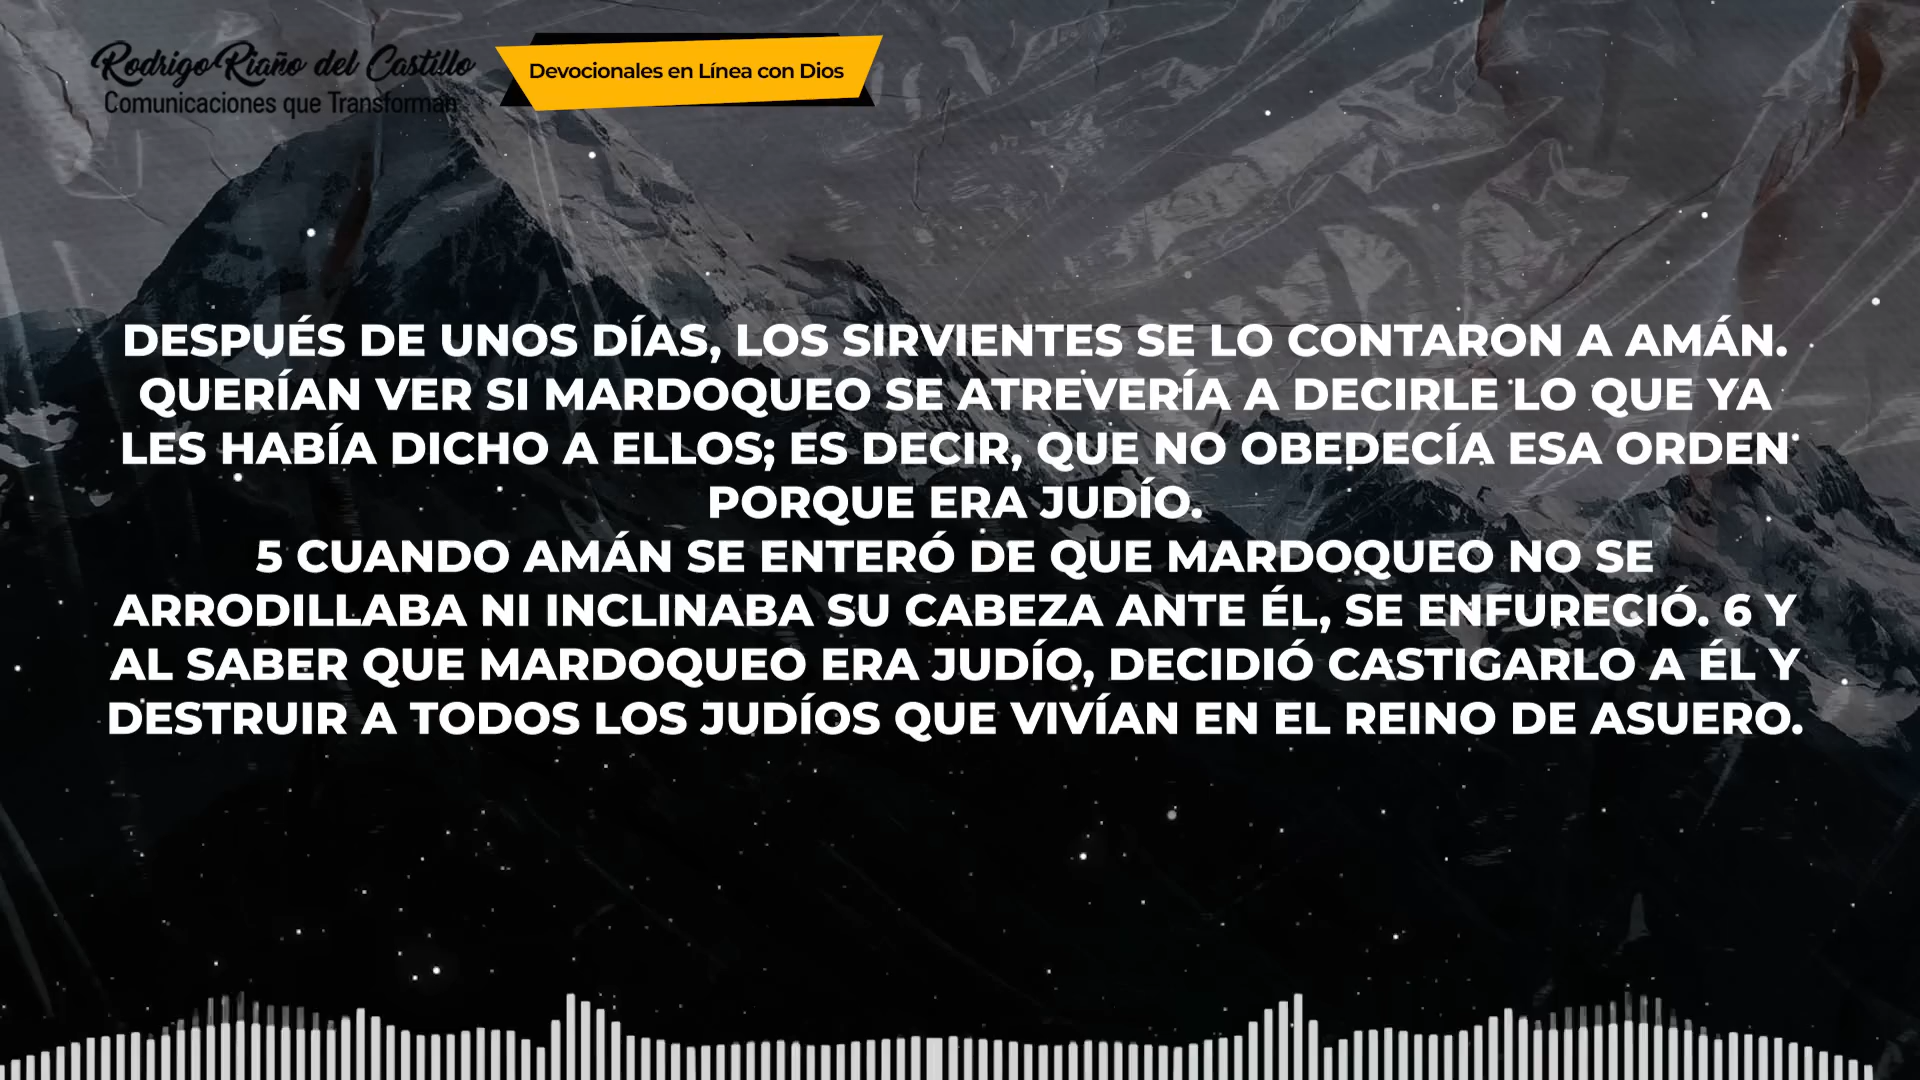 Rodrigo Riaño del Castillo
Comunicaciones que Transforman
Devocionales en Línea con Dios
DESPUÉS DE UNOS DÍAS, LOS SIRVIENTES SE LO CONTARON A AMÁN.
QUERÍAN VER SI MARDOQUEO SE ATREVERÍA A DECIRLE LO QUE YA
LES HABÍA DICHO A ELLOS; ES DECIR, QUE NO OBEDECÍA ESA ORDEN
PORQUE ERA JUDÍO.
5 CUANDO AMÁN SE ENTERÓ DE QUE MARDOQUEO NO SE
ARRODILLABA NI INCLINABA SU CABEZA ANTE ÉL, SE ENFURECIÓ. 6 Y
AL SABER QUE MARDOQUEO ERA JUDÍO, DECIDIÓ CASTIGARLO A ÉL Y
DESTRUIR A TODOS LOS JUDÍOS QUE VIVÍAN EN EL REINO DE ASUERO.